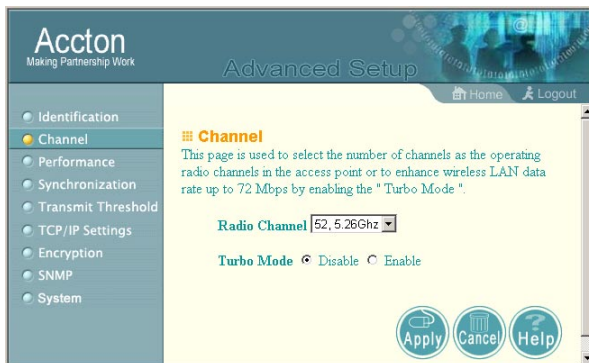 Accton
Making Partnership Work
Advanced Setup
Home
Logout
Identification
Channel
Performance
Synchronization
Transmit Threshold
TCP/IP Settings
Encryption
SNMP
System
Channel
This page is used to select the number of channels as the operating
radio channels in the access point or to enhance wireless LAN data
rate up to 72 Mbps by enabling the " Turbo Mode ".
Radio Channel 52, 5.26Ghz
Turbo Mode Disable Enable
Apply
Cancel
Help